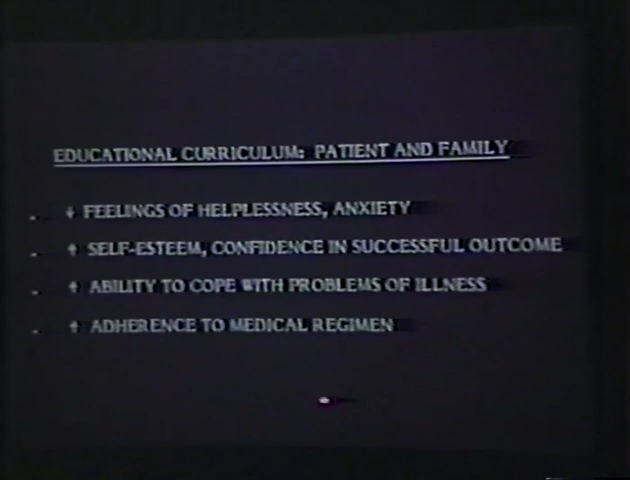 EDUCATIONAL CURRICULUM: PATIENT AND FAMILY
. ↓ FEELINGS OF HELPLESSNESS, ANXIETY
. ↑ SELF-ESTEEM, CONFIDENCE IN SUCCESSFUL OUTCOME
. ↑ ABILITY TO COPE WITH PROBLEMS OF ILLNESS
. ↑ ADHERENCE TO MEDICAL REGIMEN